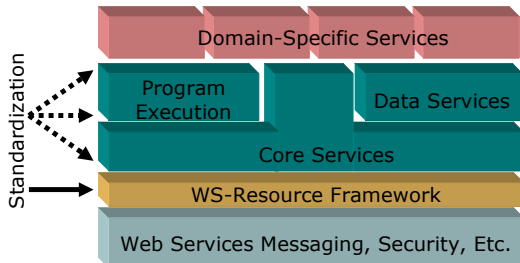 Domain-Specific Services
Standardization
Program
Execution
Data Services
Core Services
WS-Resource Framework
Web Services Messaging, Security, Etc.